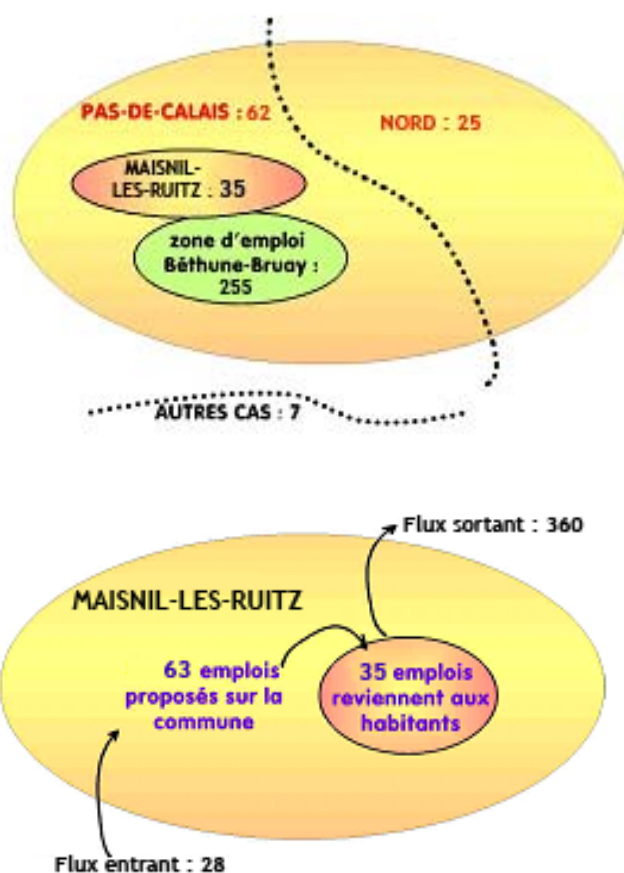 PAS-DE-CALAIS : 62
NORD : 25
MAISNIL-
LES-RUITZ : 35
zone d'emploi
Béthune-Bruay :
255
AUTRES CAS : 7
Flux sortant : 360
MAISNIL-LES-RUITZ
63 emplois
proposés sur la
commune
35 emplois
reviennent aux
habitants
Flux entrant : 28